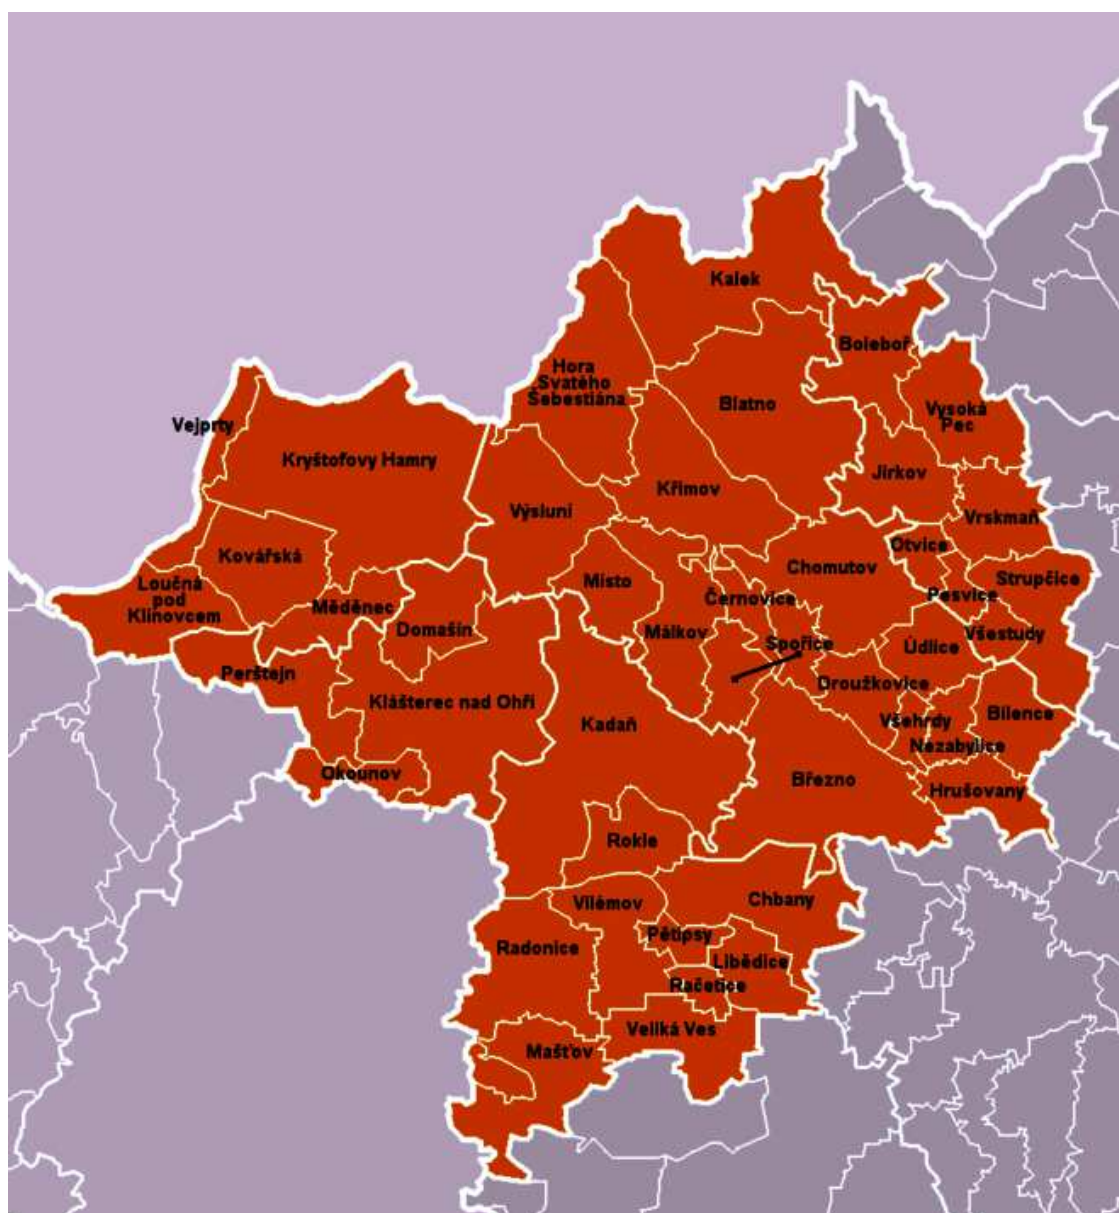 Kalek
Boleboř
Hora
Svatého
Šebestiána
Blatno
Vysoká
Pec
Vejprty
Kryštofovy Hamry
Jirkov
Křimov
Výsluní
Vrskmaň
Otvice
Kovářská
Chomutov
Strupčice
Loučná
pod
Klínovcem
Místo
Pesvice
Černovice
Měděnec
Domašín
Málkov
Všestudy
Spořice
Údlice
Perštejn
Droužkovice
Klášterec nad Ohří
Kadaň
Bílence
Všehrdy
Nezabylice
Okounov
Březno
Hrušovany
Rokle
Chbany
Vilémov
Pětipsy
Radonice
Libědice
Račetice
Veliká Ves
Mašťov